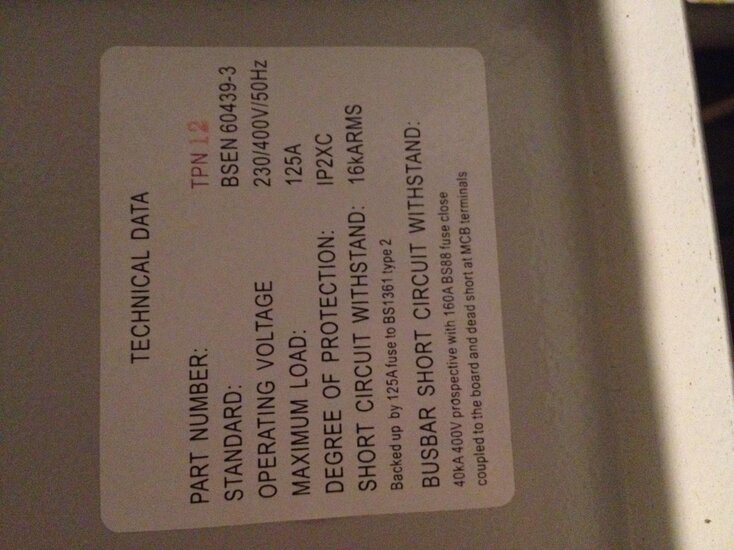 TECHNICAL DATA
PART NUMBER: TPN 12
STANDARD: BSEN 60439-3
OPERATING VOLTAGE 230/400V/50Hz
MAXIMUM LOAD: 125A
DEGREE OF PROTECTION: IP2XC
SHORT CIRCUIT WITHSTAND: 16kARMS
Backed up by 125A fuse to BS1361 type 2
BUSBAR SHORT CIRCUIT WITHSTAND:
40kA 400V prospective with 160A BS88 fuse close
coupled to the board and dead short at MCB terminals